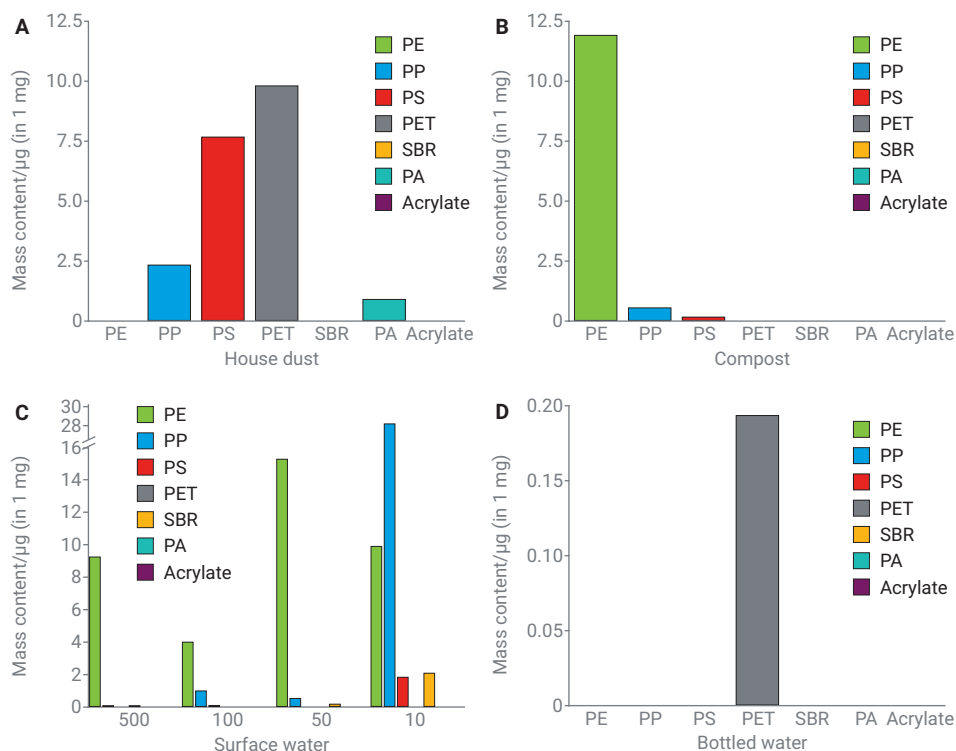 A
Mass content/µg (in 1 mg)
12.5
10.0
7.5
5.0
2.5
0
PE
PP
PS
PET
SBR
PA
Acrylate
PE PP PS PET SBR PA Acrylate
House dust
B
Mass content/µg (in 1 mg)
12.5
10.0
7.5
5.0
2.5
0
PE
PP
PS
PET
SBR
PA
Acrylate
PE PP PS PET SBR PA Acrylate
Compost
C
Mass content/µg (in 1 mg)
30
28
16
14
12
10
8
6
4
2
0
PE
PP
PS
PET
SBR
PA
Acrylate
500 100 50 10
Surface water
D
Mass content/µg (in 1 mg)
0.20
0.15
0.10
0.05
0
PE
PP
PS
PET
SBR
PA
Acrylate
PE PP PS PET SBR PA Acrylate
Bottled water